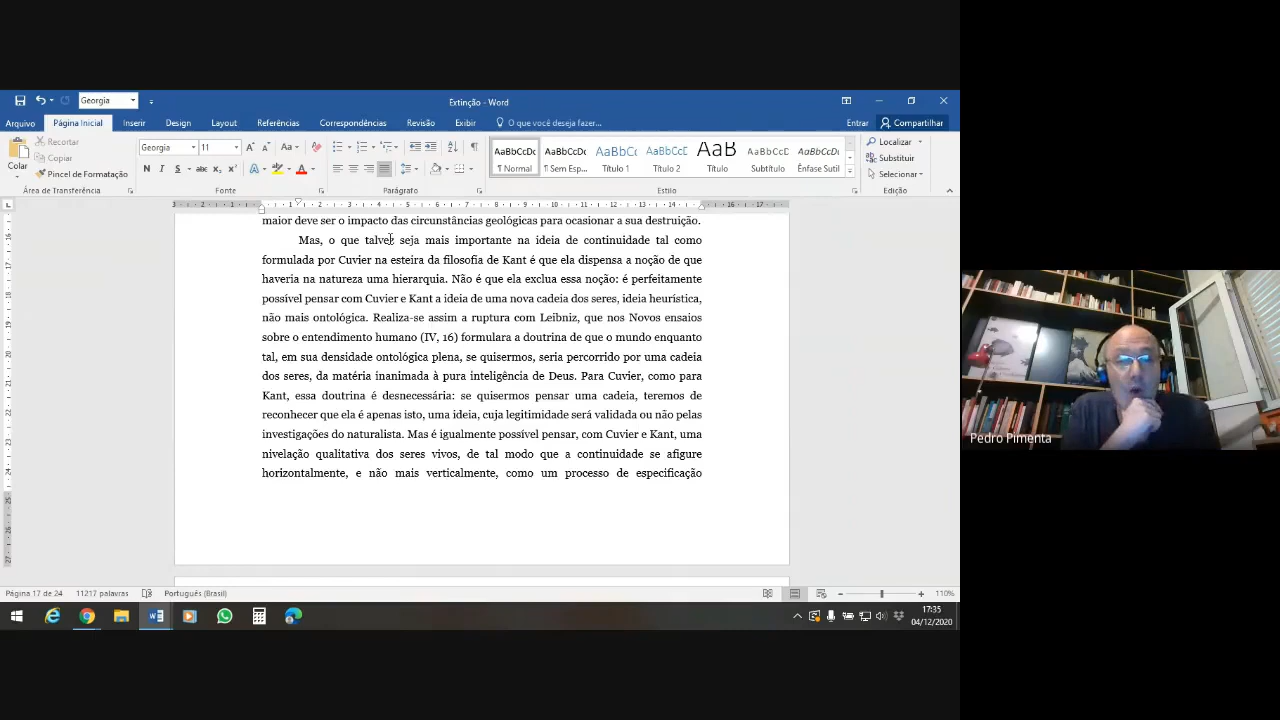 Georgia
Extinção - Word
Arquivo Página Inicial Inserir Design Layout Referências Correspondências Revisão Exibir O que você deseja fazer... Entrar Compartilhar
Colar
Recortar
Copiar
Pincel de Formatação
Área de Transferência
Georgia 11 Aa
N I S abc x₂ x² A A
Fonte
Parágrafo
AaBbCcDc AaBbCcDc AaBbCc AaBbCcC AaB AaBbCcC AaBbCcDc
¶ Normal ¶ Sem Esp... Título 1 Título 2 Título Subtítulo Ênfase Sutil
Estilo
Localizar
Substituir
Selecionar
Edição
maior deve ser o impacto das circunstâncias geológicas para ocasionar a sua destruição.
Mas, o que talvez seja mais importante na ideia de continuidade tal como
formulada por Cuvier na esteira da filosofia de Kant é que ela dispensa a noção de que
haveria na natureza uma hierarquia. Não é que ela exclua essa noção: é perfeitamente
possível pensar com Cuvier e Kant a ideia de uma nova cadeia dos seres, ideia heurística,
não mais ontológica. Realiza-se assim a ruptura com Leibniz, que nos Novos ensaios
sobre o entendimento humano (IV, 16) formulara a doutrina de que o mundo enquanto
tal, em sua densidade ontológica plena, se quisermos, seria percorrido por uma cadeia
dos seres, da matéria inanimada à pura inteligência de Deus. Para Cuvier, como para
Kant, essa doutrina é desnecessária: se quisermos pensar uma cadeia, teremos de
reconhecer que ela é apenas isto, uma ideia, cuja legitimidade será validada ou não pelas
investigações do naturalista. Mas é igualmente possível pensar, com Cuvier e Kant, uma
nivelação qualitativa dos seres vivos, de tal modo que a continuidade se afigure
horizontalmente, e não mais verticalmente, como um processo de especificação
Página 17 de 24 11217 palavras Português (Brasil) 110%
17:35
04/12/2020
Pedro Pimenta